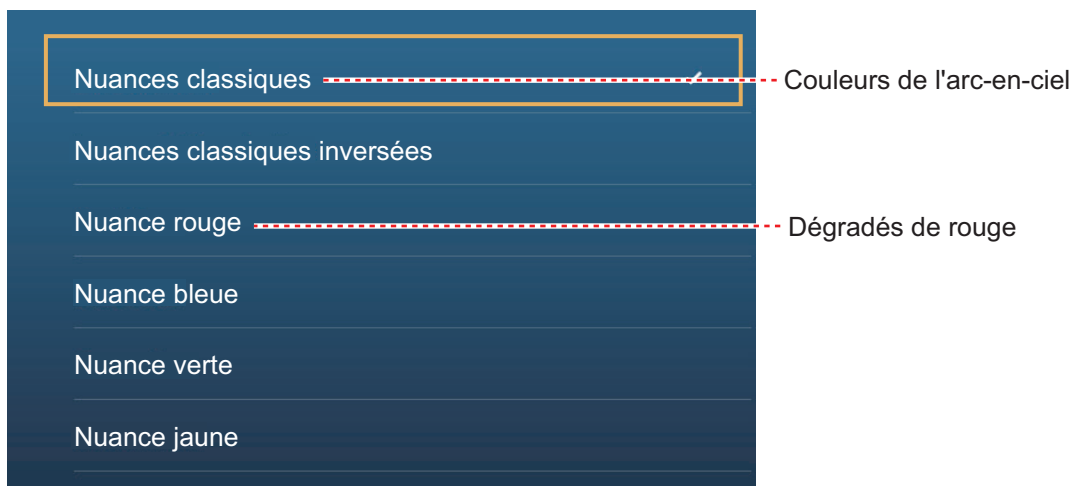 Nuances classiques
Couleurs de l'arc-en-ciel
Nuances classiques inversées
Nuance rouge
Dégradés de rouge
Nuance bleue
Nuance verte
Nuance jaune